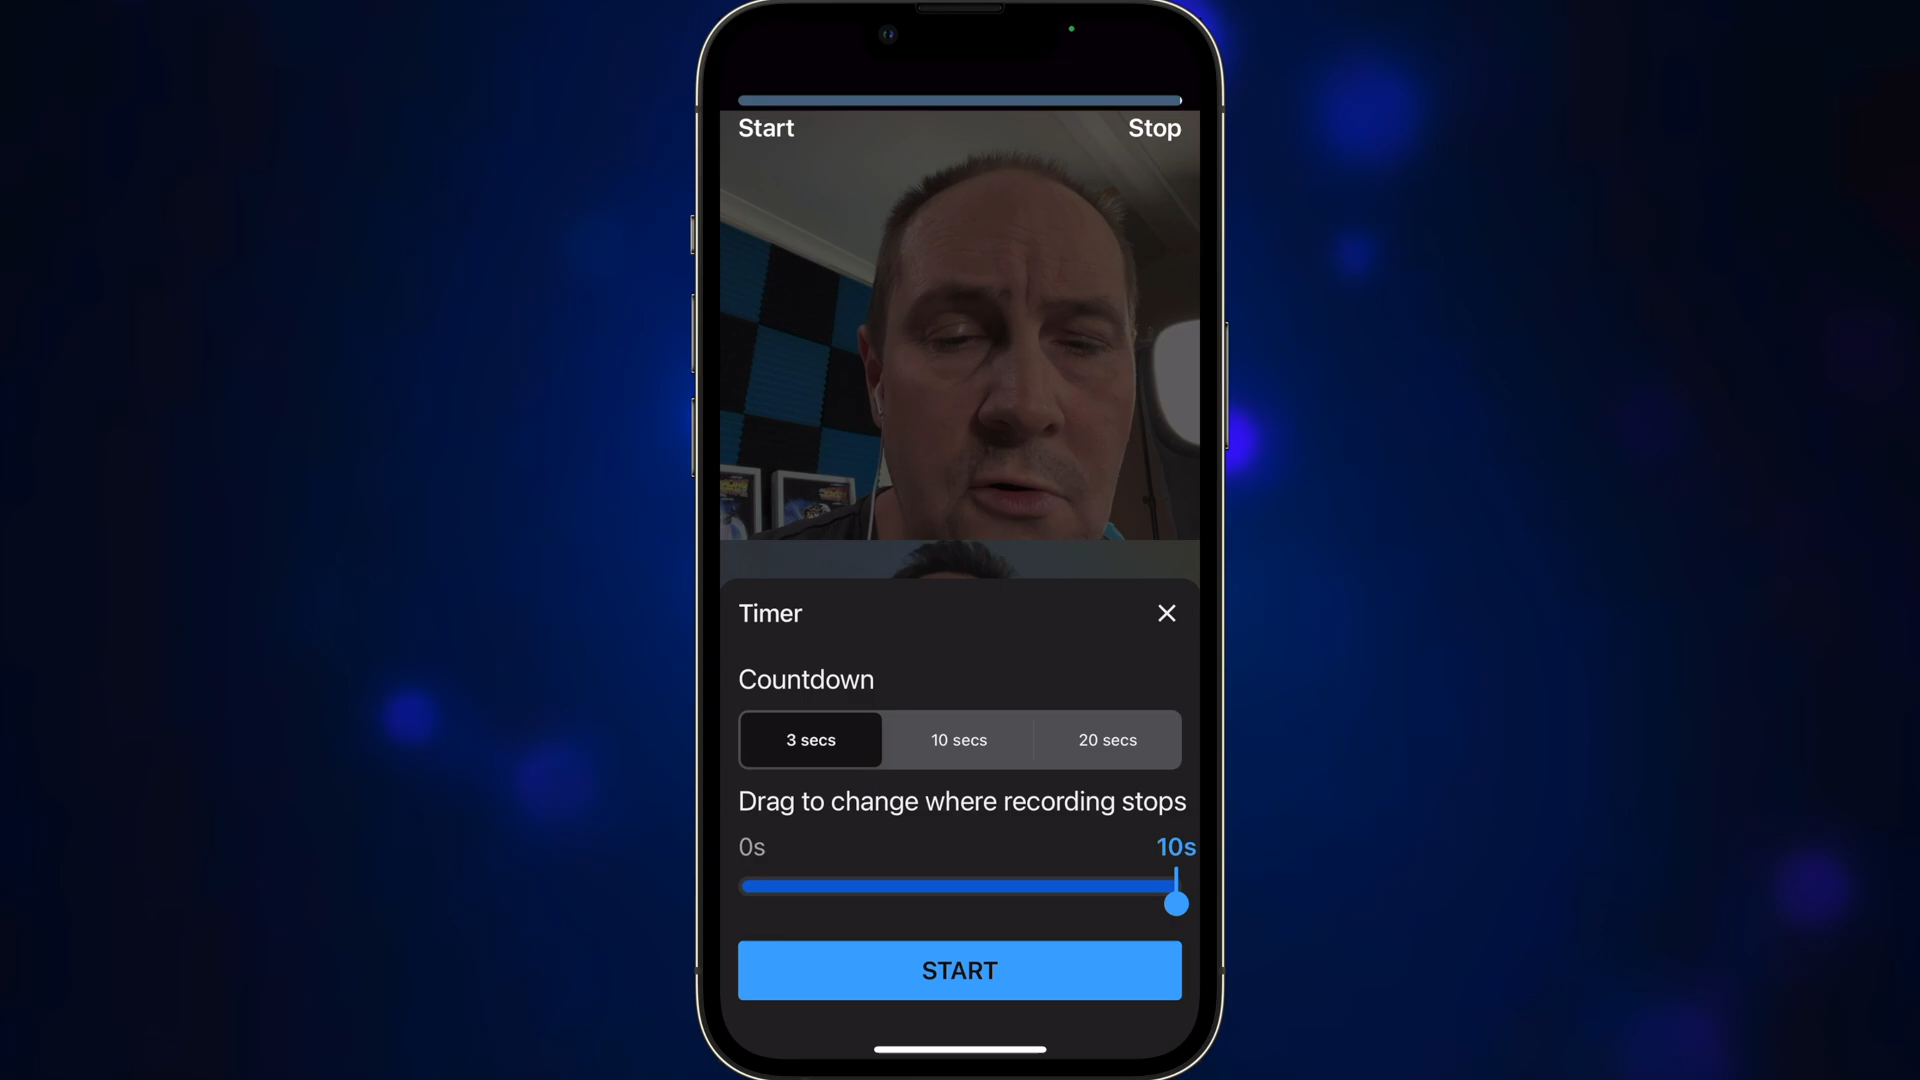 Start
Stop
Timer
Countdown
3 secs
10 secs
20 secs
Drag to change where recording stops
0s
10s
START